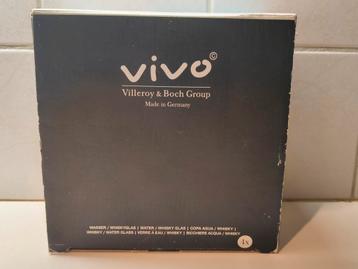 vivo ©
Villeroy & Boch Group
Made in Germany
WASSER / WHISKYGLAS | WATER / WHISKY GLAS | COPA AGUA / WHISKY |
WHISKY / WATER GLASS | VERRE À EAU / WHISKY | BICCHIERE ACQUA / WHISKY |
4x